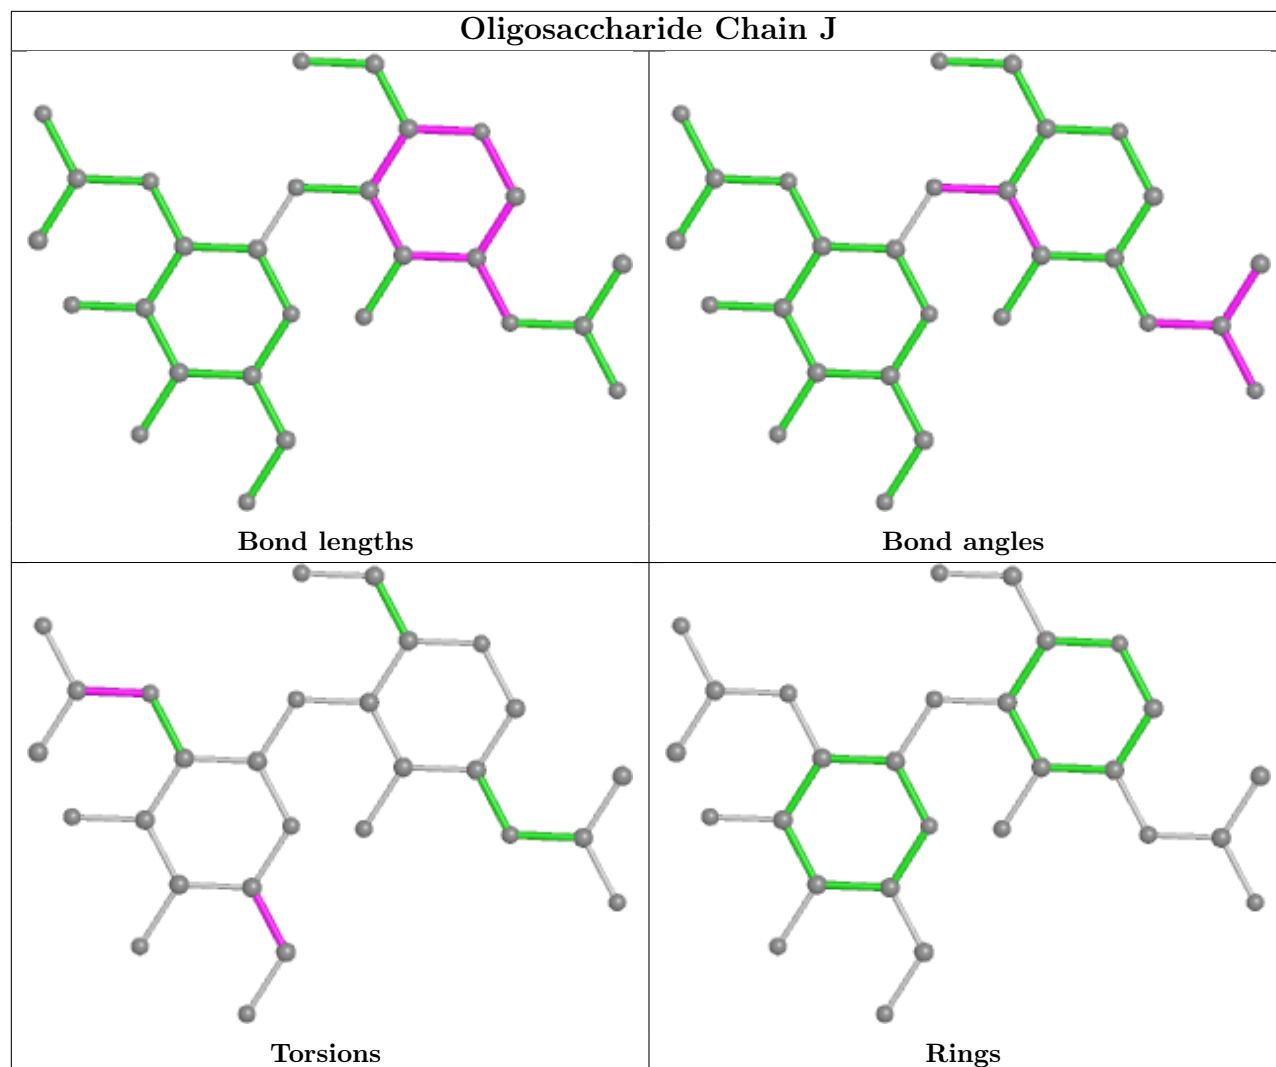 Oligosaccharide Chain J
Bond lengths
Bond angles
Torsions
Rings